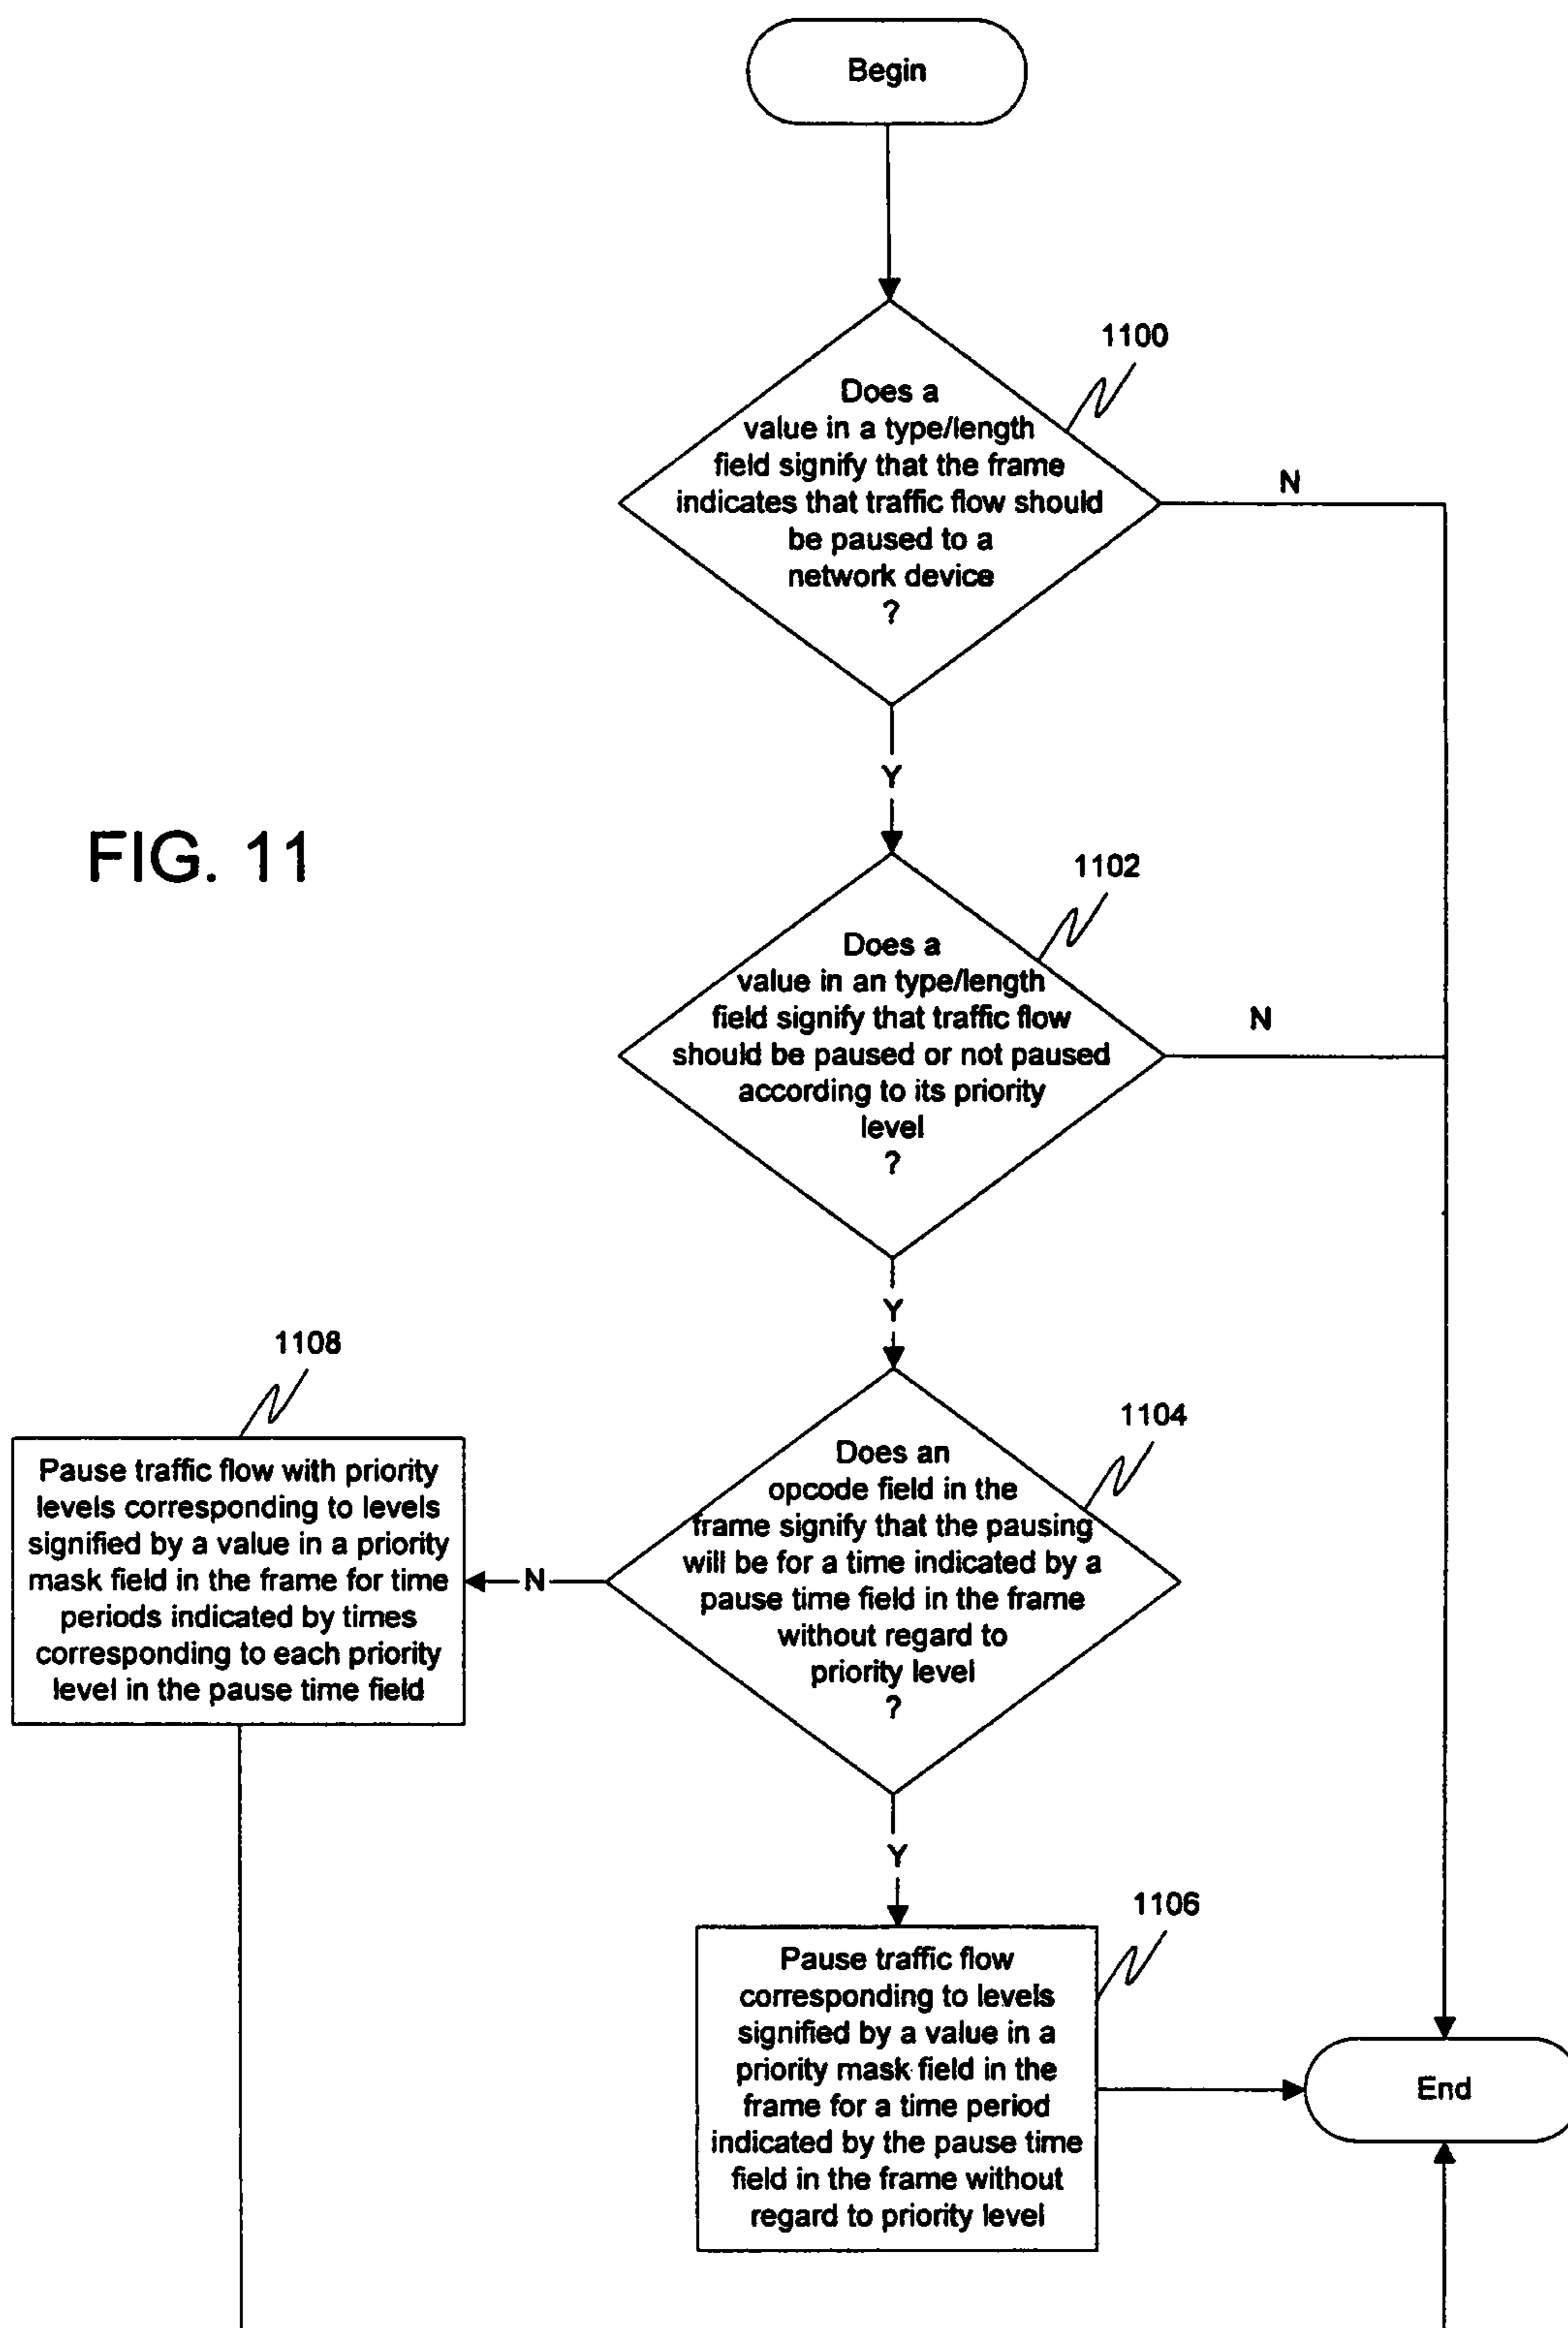 Begin
1100
Does a
value in a type/length
field signify that the frame
indicates that traffic flow should
be paused to a
network device
?
N
Y
FIG. 11
1102
Does a
value in an type/length
field signify that traffic flow
should be paused or not paused
according to its priority
level
?
N
Y
1108
Pause traffic flow with priority
levels corresponding to levels
signified by a value in a priority
mask field in the frame for time
periods indicated by times
corresponding to each priority
level in the pause time field
1104
Does an
opcode field in the
frame signify that the pausing
will be for a time indicated by a
pause time field in the frame
without regard to
priority level
?
N
Y
1106
Pause traffic flow
corresponding to levels
signified by a value in a
priority mask field in the
frame for a time period
indicated by the pause time
field in the frame without
regard to priority level
End